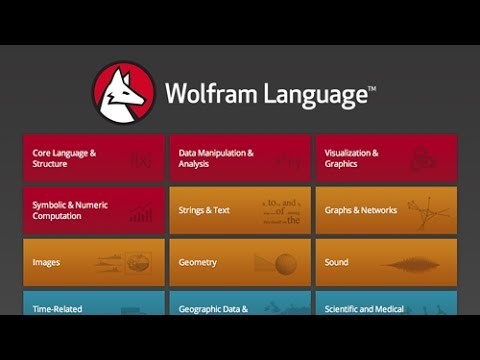 Wolfram Language™
Core Language &
Structure
f[x]
Data Manipulation &
Analysis
Visualization &
Graphics
Symbolic & Numeric
Computation
Strings & Text
Graphs & Networks
Images
Geometry
Sound
Time-Related
Geographic Data &
Scientific and Medical